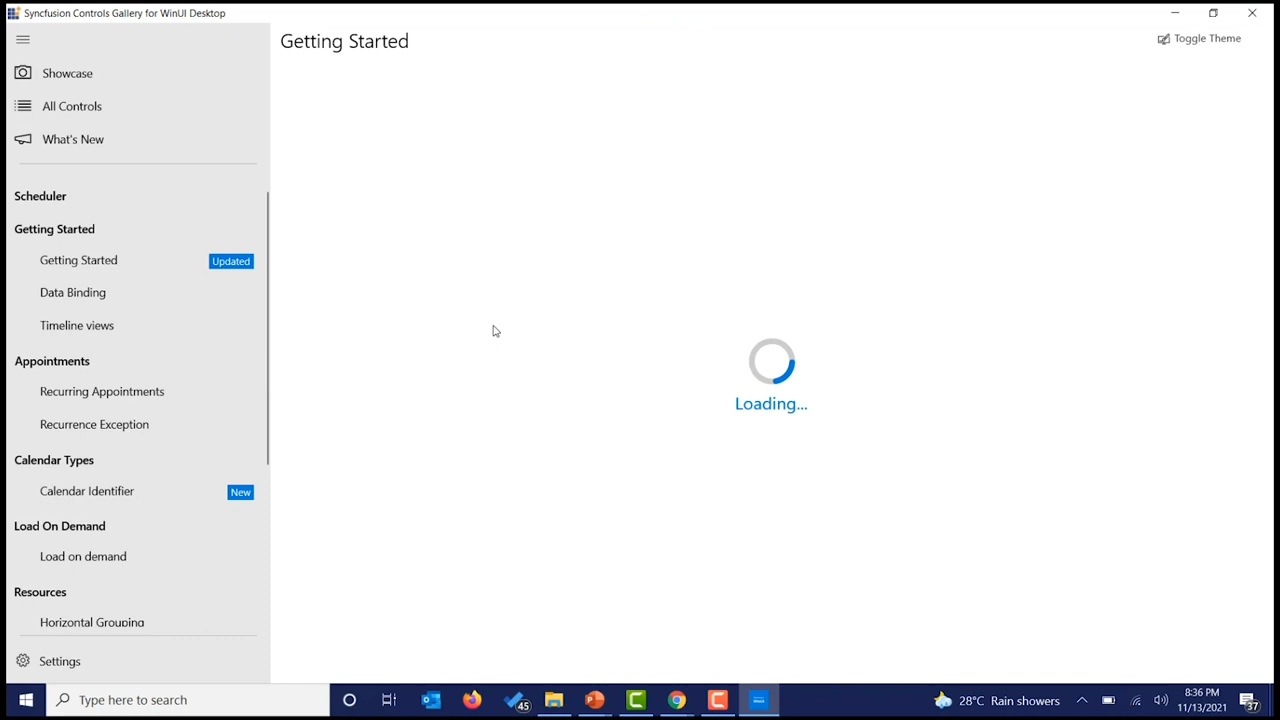 Syncfusion Controls Gallery for WinUI Desktop
Getting Started
Toggle Theme
Showcase
All Controls
What's New
Scheduler
Getting Started
Getting Started Updated
Data Binding
Timeline views
Appointments
Recurring Appointments
Recurrence Exception
Calendar Types
Calendar Identifier New
Load On Demand
Load on demand
Resources
Horizontal Grouping
Settings
Loading...
Type here to search
45
28°C Rain showers
8:36 PM
11/13/2021
37